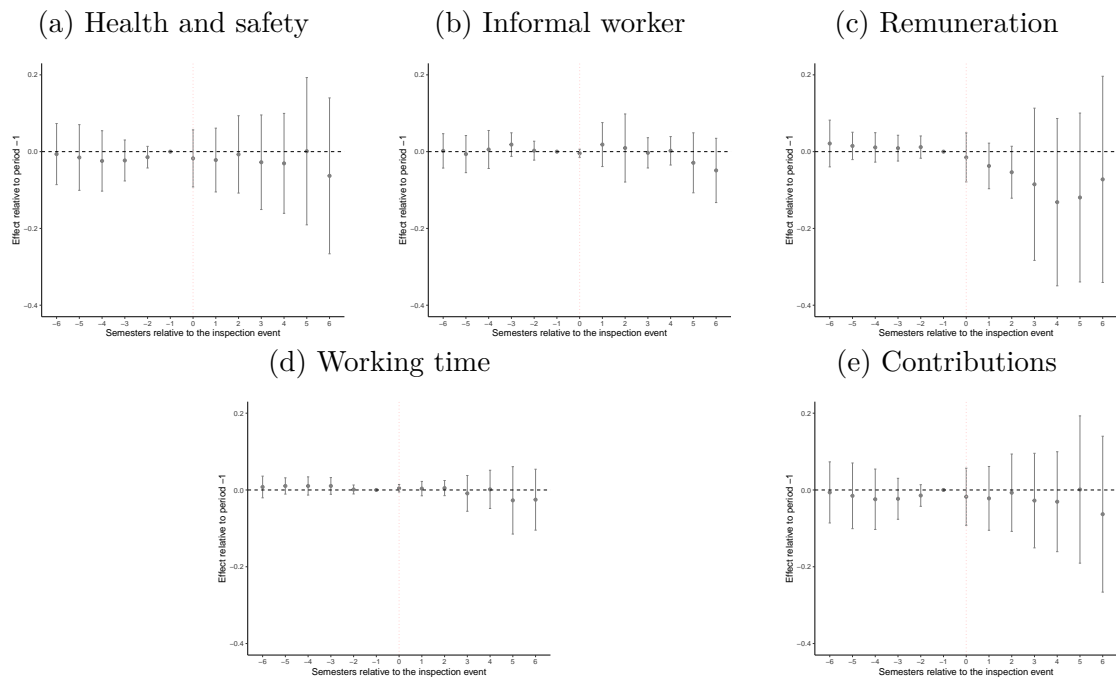 (a) Health and safety
(b) Informal worker
(c) Remuneration
Effect relative to period −1
0.2
0.0
−0.2
−0.4
−6 −5 −4 −3 −2 −1 0 1 2 3 4 5 6
Semesters relative to the inspection event
Effect relative to period −1
0.2
0.0
−0.2
−0.4
−6 −5 −4 −3 −2 −1 0 1 2 3 4 5 6
Semesters relative to the inspection event
Effect relative to period −1
0.2
0.0
−0.2
−0.4
−6 −5 −4 −3 −2 −1 0 1 2 3 4 5 6
Semesters relative to the inspection event
(d) Working time
(e) Contributions
Effect relative to period −1
0.2
0.0
−0.2
−0.4
−6 −5 −4 −3 −2 −1 0 1 2 3 4 5 6
Semesters relative to the inspection event
Effect relative to period −1
0.2
0.0
−0.2
−0.4
−6 −5 −4 −3 −2 −1 0 1 2 3 4 5 6
Semesters relative to the inspection event